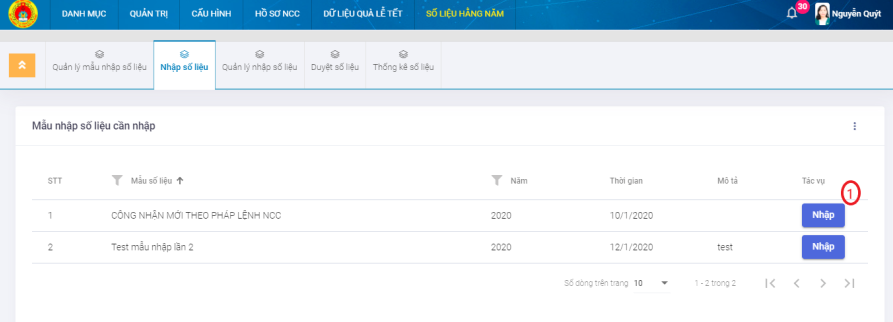 DANH MỤC QUẢN TRỊ CẤU HÌNH HỒ SƠ NCC DỮ LIỆU QUÀ LỄ TẾT SỐ LIỆU HẰNG NĂM 30 Nguyễn Quýt
Quản lý mẫu nhập số liệu Nhập số liệu Quản lý nhập số liệu Duyệt số liệu Thống kê số liệu
Mẫu nhập số liệu cần nhập
STT Mẫu số liệu Năm Thời gian Mô tả Tác vụ 1
1 CÔNG NHẬN MỚI THEO PHÁP LỆNH NCC 2020 10/1/2020 Nhập
2 Test mẫu nhập lần 2 2020 12/1/2020 test Nhập
Số dòng trên trang 10 1 - 2 trong 2